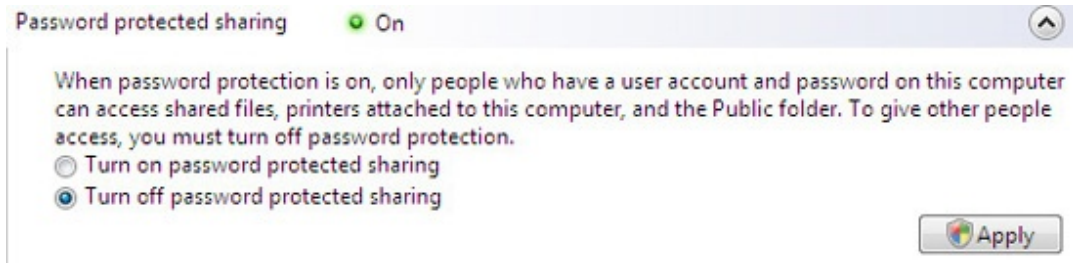 Password protected sharing On
When password protection is on, only people who have a user account and password on this computer
can access shared files, printers attached to this computer, and the Public folder. To give other people
access, you must turn off password protection.
Turn on password protected sharing
Turn off password protected sharing
Apply